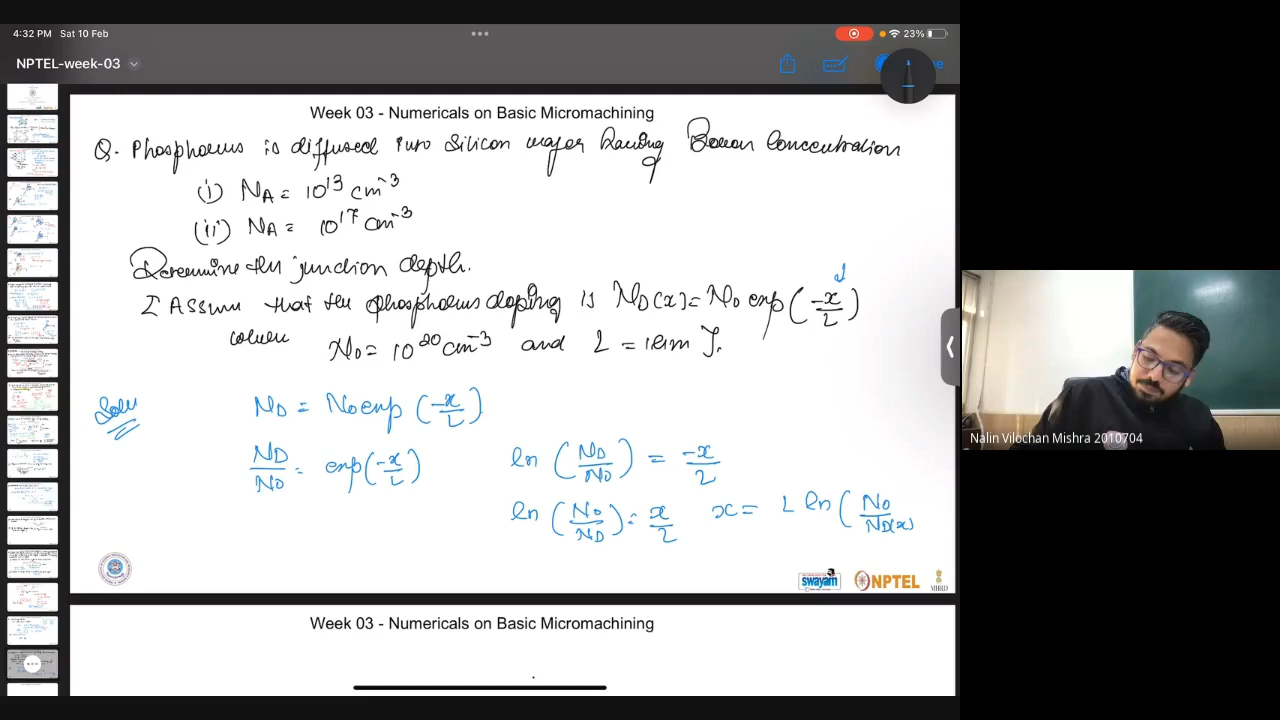 4:32 PM Sat 10 Feb
23%
NPTEL-week-03
Week 03 - Numericals on Basic Micromachining
Q. Phosphorus is diffused into Silicon wafer having Boron Concentration
(i) NA = 10^13 cm^-3
(ii) NA = 10^17 cm^-3
Determine the junction depth.
[ Assume that the phosphorus doping is ND(x) = N0 exp(-x/L)
where N0 = 10^20 cm^-3 and L = 1um ].
Soln
ND = N0 exp(-x/L)
ND/N0 = exp(-x/L) ln(ND/N0) = -x/L
ln(N0/ND) = x/L x = L ln(N0/ND(x)
swayam NPTEL MHRD
Week 03 - Numericals on Basic Micromachining
Nalin Vilochan Mishra 2010704